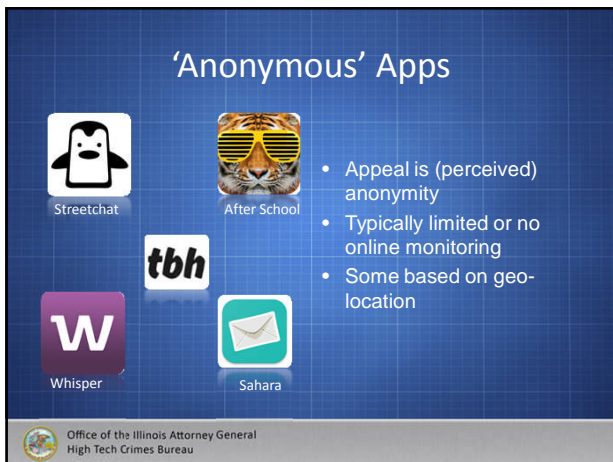 ‘Anonymous’ Apps
Streetchat
After School
tbh
W
Whisper
Sahara
• Appeal is (perceived)
anonymity
• Typically limited or no
online monitoring
• Some based on geo-
location
Office of the Illinois Attorney General
High Tech Crimes Bureau